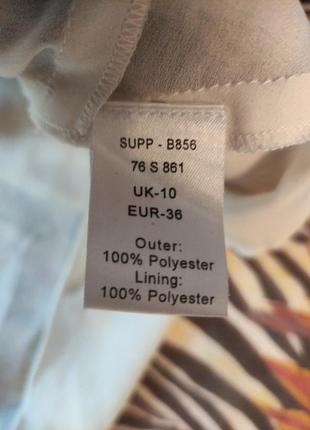 SUPP - B856
76 S 861
UK-10
EUR-36
Outer:
100% Polyester
Lining:
100% Polyester